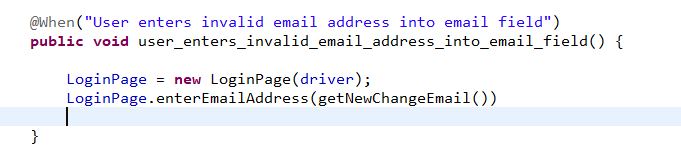 @When("User enters invalid email address into email field")
public void user_enters_invalid_email_address_into_email_field() {
LoginPage = new LoginPage(driver);
LoginPage.enterEmailAddress(getNewChangeEmail())
}